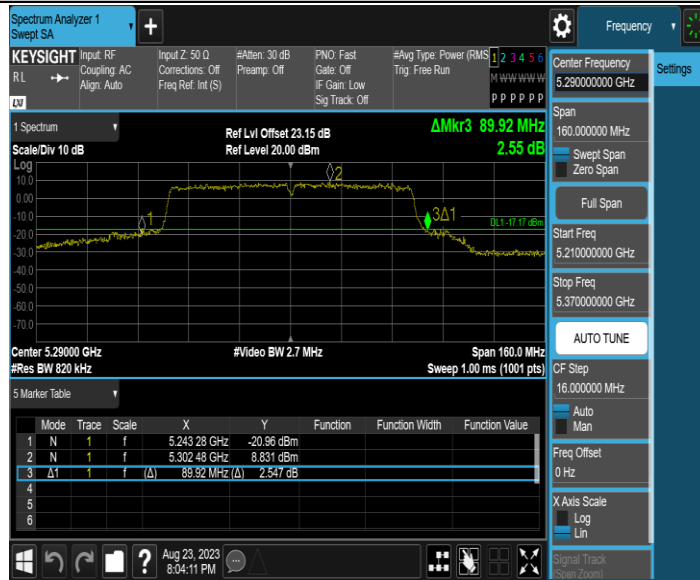 Spectrum Analyzer 1
Swept SA
Frequency
KEYSIGHT
RL
LXI
Input: RF
Coupling: AC
Align: Auto
Input Z: 50 Ω
Corrections: Off
Freq Ref: Int (S)
#Atten: 30 dB
Preamp: Off
PNO: Fast
Gate: Off
IF Gain: Low
Sig Track: Off
#Avg Type: Power (RMS
Trig: Free Run
1 2 3 4 5 6
M W W W W W
P P P P P P
1 Spectrum
Scale/Div 10 dB
Log
Ref Lvl Offset 23.15 dB
Ref Level 20.00 dBm
ΔMkr3 89.92 MHz
2.55 dB
10.0
0.00
-10.0
-20.0
-30.0
-40.0
-50.0
-60.0
-70.0
1
2
3Δ1
DL1 -17.17 dBm
Center 5.29000 GHz
#Res BW 820 kHz
#Video BW 2.7 MHz
Span 160.0 MHz
Sweep 1.00 ms (1001 pts)
5 Marker Table
Mode Trace Scale X Y Function Function Width Function Value
1 N 1 f 5.243 28 GHz -20.96 dBm
2 N 1 f 5.302 48 GHz 8.831 dBm
3 Δ1 1 f (Δ) 89.92 MHz (Δ) 2.547 dB
4
5
6
Center Frequency
5.290000000 GHz
Settings
Span
160.000000 MHz
Swept Span
Zero Span
Full Span
Start Freq
5.210000000 GHz
Stop Freq
5.370000000 GHz
AUTO TUNE
CF Step
16.000000 MHz
Auto
Man
Freq Offset
0 Hz
X Axis Scale
Log
Lin
Signal Track
(Span Zoom)
?
Aug 23, 2023
8:04:11 PM